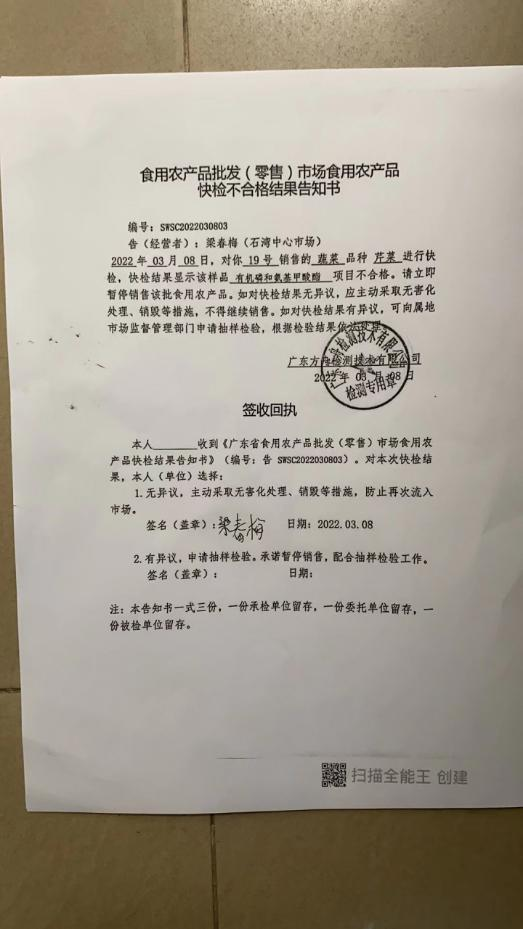 食用农产品批发（零售）市场食用农产品
快检不合格结果告知书
编号：SWSC2022030803
告（经营者）：梁春梅（石湾中心市场）
2022 年 03 月 08 日，对你 19 号 销售的 蔬菜 品种 芹菜 进行快
检，快检结果显示该样品 有机磷和氨基甲酸酯 项目不合格。请立即
暂停销售该批食用农产品。如对快检结果无异议，应主动采取无害化
处理、销毁等措施，不得继续销售。如对快检结果有异议，可向属地
市场监督管理部门申请抽样检验，根据检验结果依法处理。
广东方舟检测技术有限公司
2022 年 03 月 08 日
检测专用章
签收回执
本人______收到《广东省食用农产品批发（零售）市场食用农
产品快检结果告知书》（编号：告 SWSC2022030803）。对本次快检结
果，本人（单位）选择：
1.无异议，主动采取无害化处理、销毁等措施，防止再次流入
市场。
签名（盖章）：梁春梅 日期：2022.03.08
2.有异议，申请抽样检验。承诺暂停销售，配合抽样检验工作。
签名（盖章）： 日期：
注：本告知书一式三份，一份承检单位留存，一份委托单位留存，一
份被检单位留存。
扫描全能王 创建